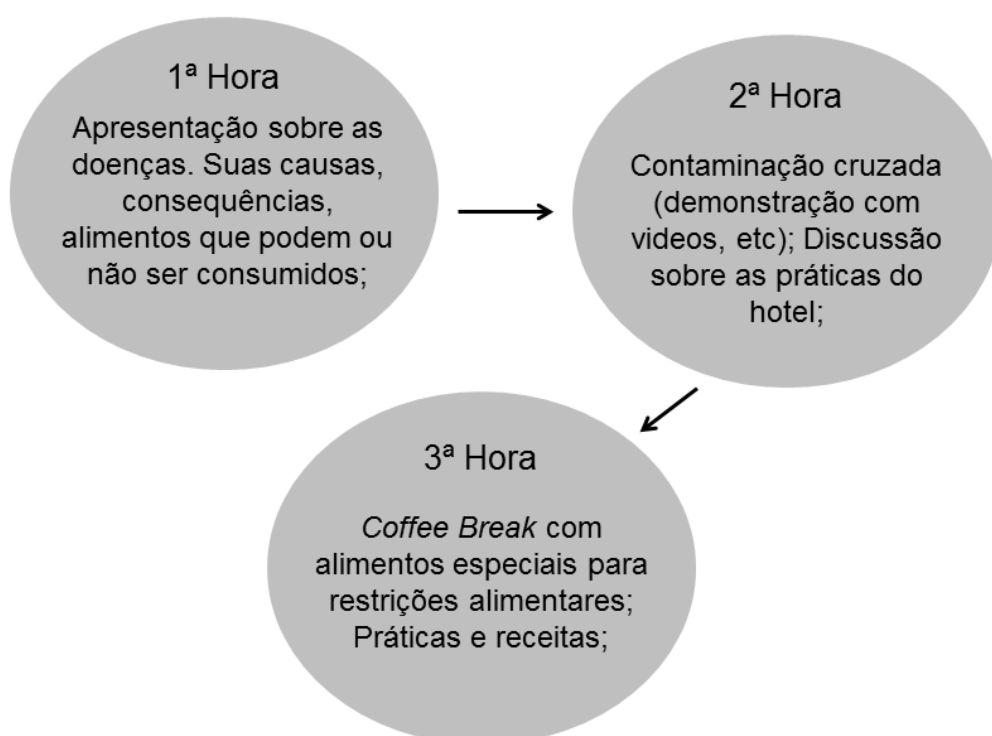 1ª Hora
Apresentação sobre as
doenças. Suas causas,
consequências,
alimentos que podem ou
não ser consumidos;
2ª Hora
Contaminação cruzada
(demonstração com
videos, etc); Discussão
sobre as práticas do
hotel;
3ª Hora
Coffee Break com
alimentos especiais para
restrições alimentares;
Práticas e receitas;